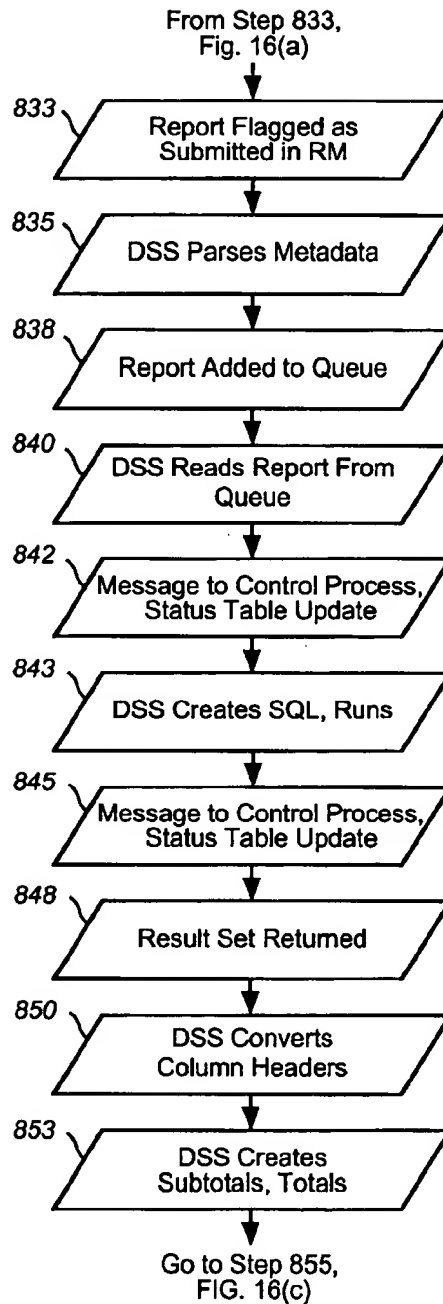 From Step 833,
Fig. 16(a)
833
Report Flagged as
Submitted in RM
835
DSS Parses Metadata
838
Report Added to Queue
840
DSS Reads Report From
Queue
842
Message to Control Process,
Status Table Update
843
DSS Creates SQL, Runs
845
Message to Control Process,
Status Table Update
848
Result Set Returned
850
DSS Converts
Column Headers
853
DSS Creates
Subtotals, Totals
Go to Step 855,
FIG. 16(c)